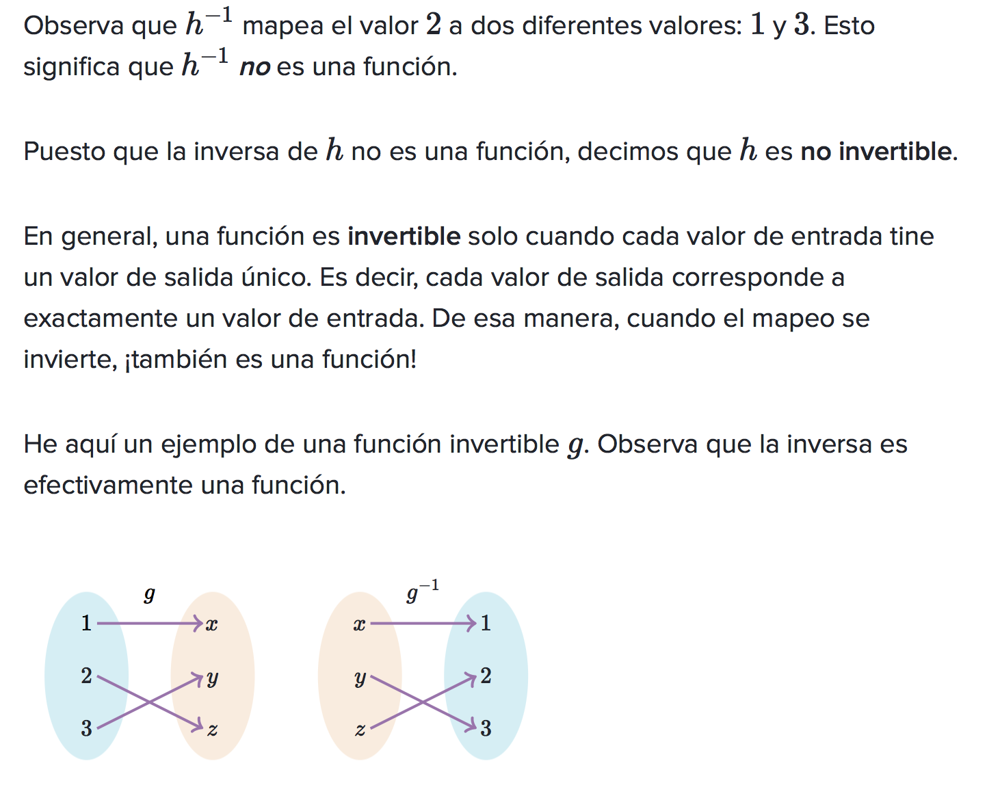 Observa que h⁻¹ mapea el valor 2 a dos diferentes valores: 1 y 3. Esto
significa que h⁻¹ no es una función.
Puesto que la inversa de h no es una función, decimos que h es no invertible.
En general, una función es invertible solo cuando cada valor de entrada tine
un valor de salida único. Es decir, cada valor de salida corresponde a
exactamente un valor de entrada. De esa manera, cuando el mapeo se
invierte, ¡también es una función!
He aquí un ejemplo de una función invertible g. Observa que la inversa es
efectivamente una función.
g
1 x
2 y
3 z
g⁻¹
x 1
y 2
z 3